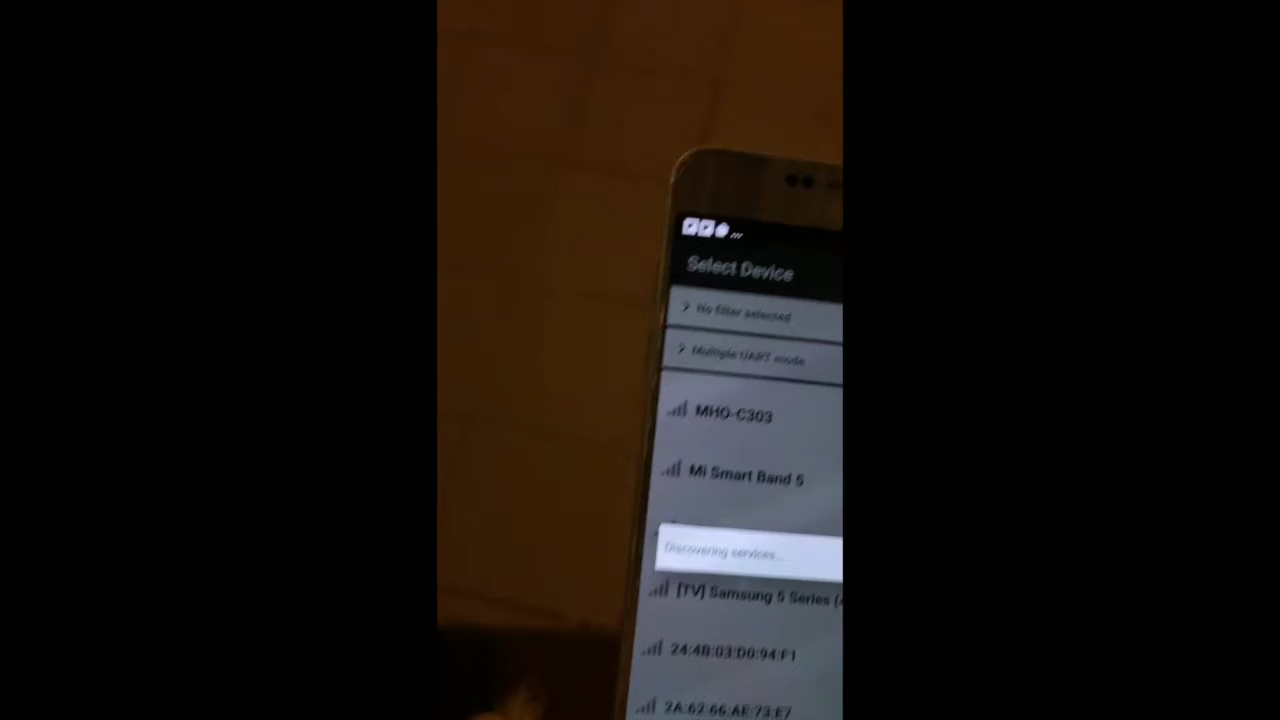 Select Device
No filter selected
Multiple UART mode
MHO-C303
Mi Smart Band 5
Discovering services...
[TV] Samsung 5 Series (
24:4B:03:D0:94:F1
2A:62:66:AE:73:E7